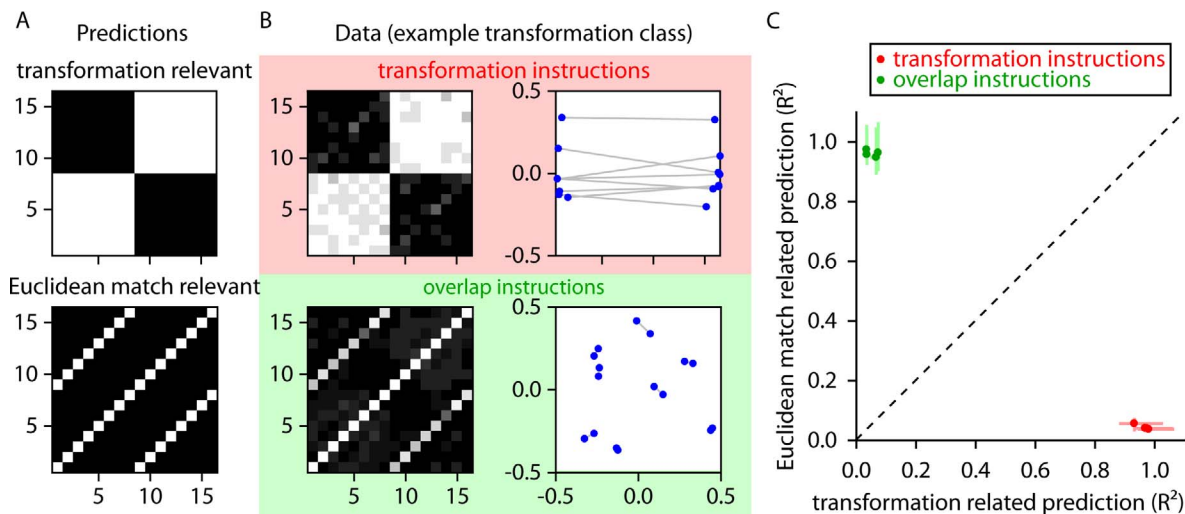 A
Predictions
transformation relevant
15
10
5
Euclidean match relevant
15
10
5
5 10 15
B
Data (example transformation class)
transformation instructions
15
10
5
0.5
0.0
-0.5
overlap instructions
15
10
5
5 10 15
0.5
0.0
-0.5
-0.5 0.0 0.5
C
transformation instructions
overlap instructions
Euclidean match related prediction (R²)
1.0
0.8
0.6
0.4
0.2
0.0
0.0 0.2 0.4 0.6 0.8 1.0
transformation related prediction (R²)